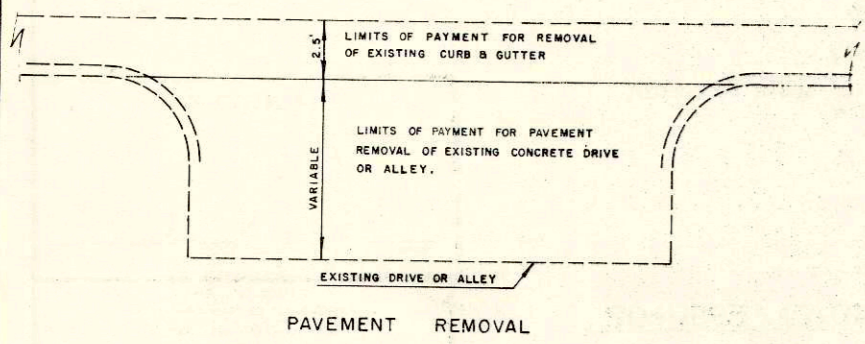 2.5'
LIMITS OF PAYMENT FOR REMOVAL
OF EXISTING CURB & GUTTER
VARIABLE
LIMITS OF PAYMENT FOR PAVEMENT
REMOVAL OF EXISTING CONCRETE DRIVE
OR ALLEY.
EXISTING DRIVE OR ALLEY
PAVEMENT REMOVAL